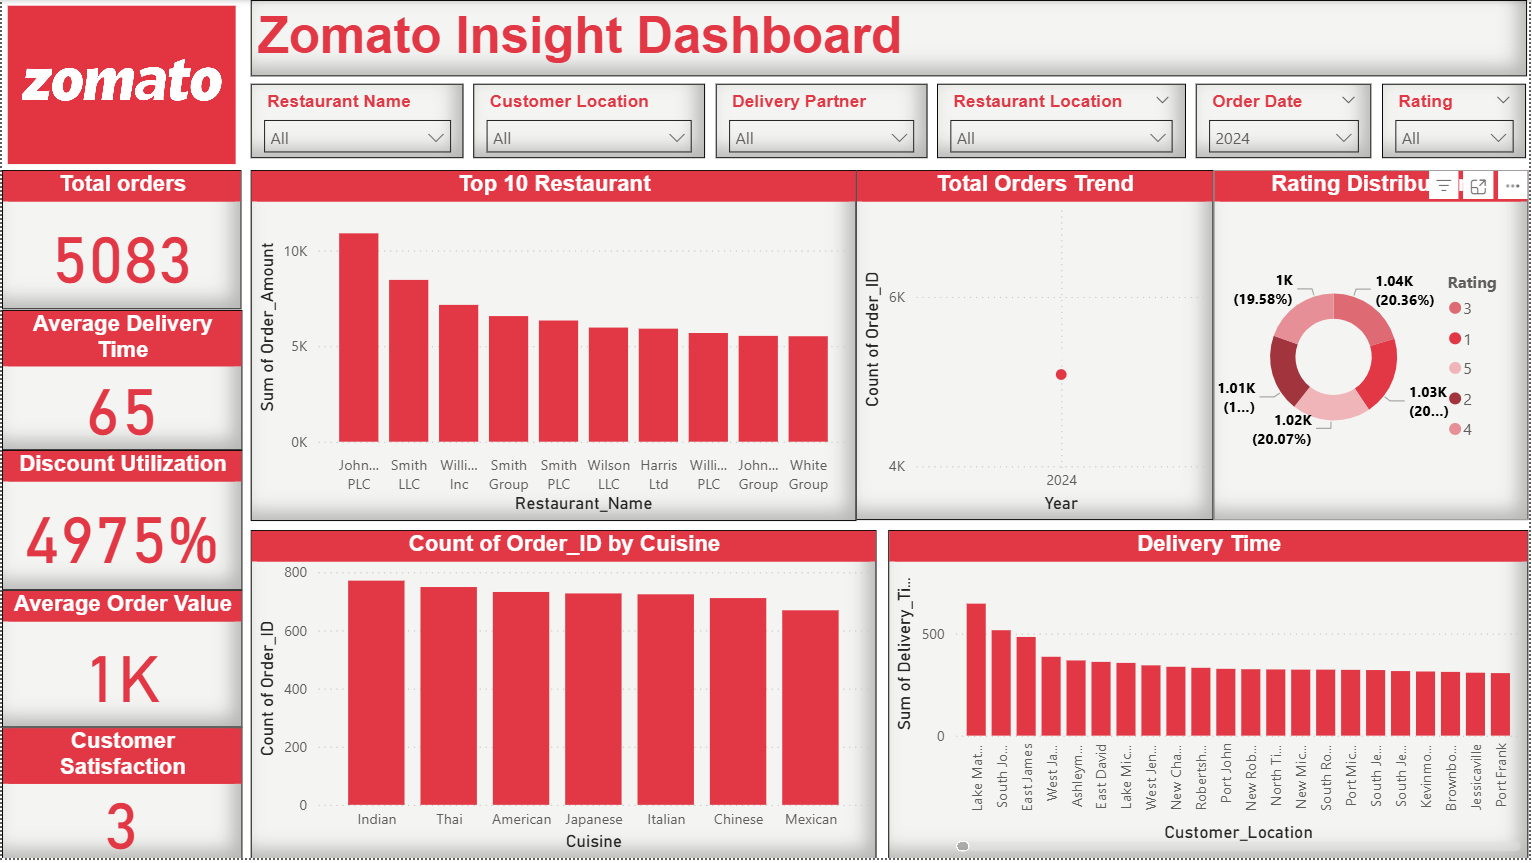 zomato
Zomato Insight Dashboard
Restaurant Name
All
Customer Location
All
Delivery Partner
All
Restaurant Location
All
Order Date
2024
Rating
All
Total orders
5083
Average Delivery
Time
65
Discount Utilization
4975%
Average Order Value
1K
Customer
Satisfaction
3
Top 10 Restaurant
Sum of Order_Amount
10K
5K
0K
John...
PLC
Smith
LLC
Willi...
Inc
Smith
Group
Smith
PLC
Wilson
LLC
Harris
Ltd
Willi...
PLC
John...
Group
White
Group
Restaurant_Name
Total Orders Trend
Count of Order_ID
6K
4K
2024
Year
Rating Distribu
1K
(19.58%)
1.04K
(20.36%)
1.01K
(1...)
1.03K
(20...)
1.02K
(20.07%)
Rating
3
1
5
2
4
Count of Order_ID by Cuisine
Count of Order_ID
800
600
400
200
0
Indian
Thai
American
Japanese
Italian
Chinese
Mexican
Cuisine
Delivery Time
Sum of Delivery_Ti...
500
0
Lake Mat...
South Jo...
East James
West Ja...
Ashleym...
East David
Lake Mic...
West Jen...
New Cha...
Robertsh...
Port John
New Rob...
North Ti...
New Mic...
South Ro...
Port Mic...
South Je...
South Je...
Kevinmo...
Brownbo...
Jessicaville
Port Frank
Customer_Location